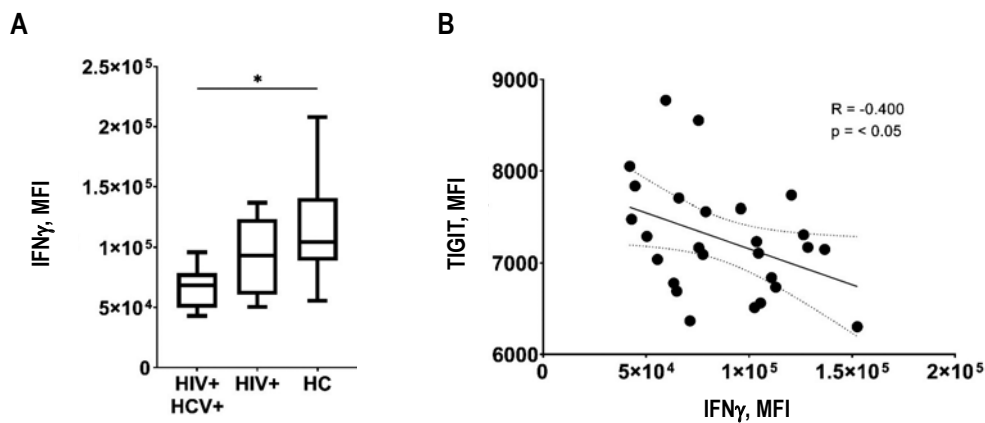 A
IFNγ, MFI
2.5×10⁵
2×10⁵
1.5×10⁵
1×10⁵
5×10⁴
0
*
HIV+
HCV+
HIV+
HC
B
TIGIT, MFI
9000
8000
7000
6000
R = -0.400
p = < 0.05
0
5×10⁴
1×10⁵
1.5×10⁵
2×10⁵
IFNγ, MFI